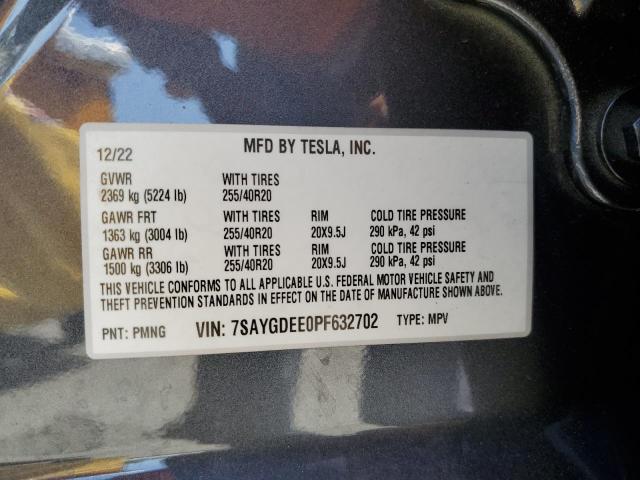 12/22 MFD BY TESLA, INC.
GVWR WITH TIRES
2369 kg (5224 lb) 255/40R20
GAWR FRT WITH TIRES RIM COLD TIRE PRESSURE
1363 kg (3004 lb) 255/40R20 20X9.5J 290 kPa, 42 psi
GAWR RR WITH TIRES RIM COLD TIRE PRESSURE
1500 kg (3306 lb) 255/40R20 20X9.5J 290 kPa, 42 psi
THIS VEHICLE CONFORMS TO ALL APPLICABLE U.S. FEDERAL MOTOR VEHICLE SAFETY AND
THEFT PREVENTION STANDARDS IN EFFECT ON THE DATE OF MANUFACTURE SHOWN ABOVE.
PNT: PMNG VIN: 7SAYGDEE0PF632702 TYPE: MPV